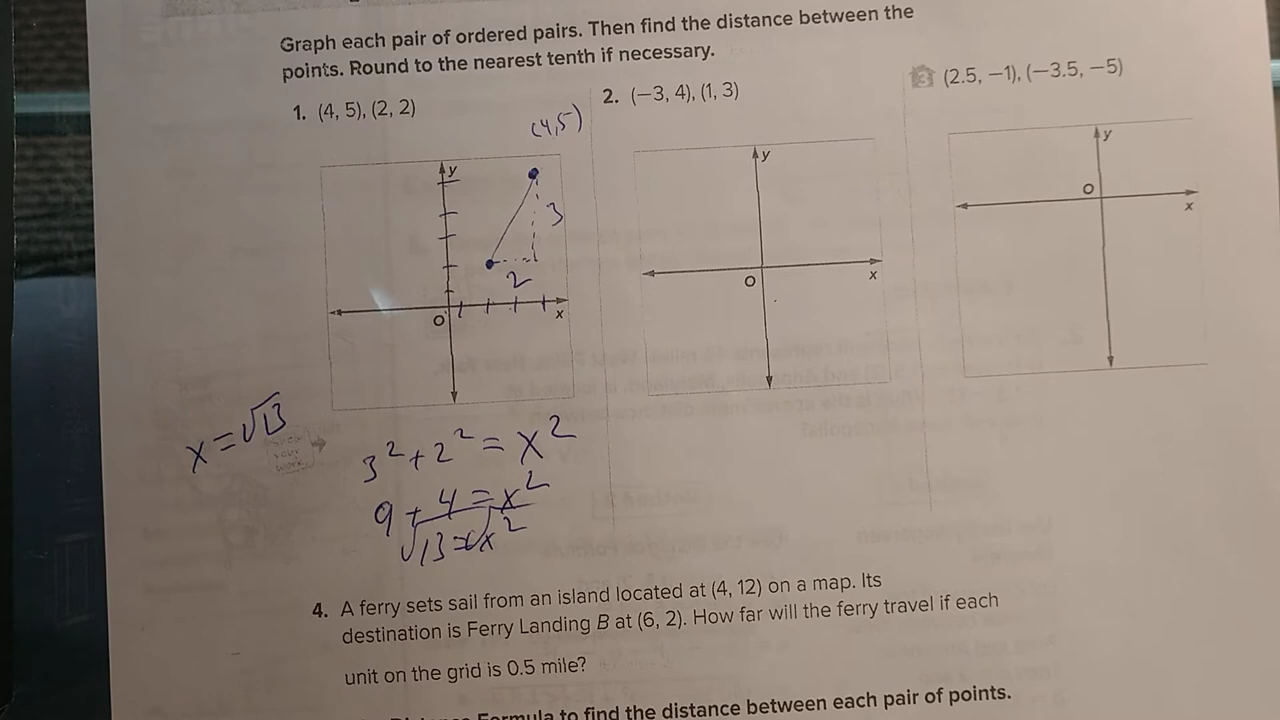 Graph each pair of ordered pairs. Then find the distance between the
points. Round to the nearest tenth if necessary.
1. (4, 5), (2, 2)
2. (−3, 4), (1, 3)
3 (2.5, −1), (−3.5, −5)
(4,5)
y
3
2
O
x
y
O
x
y
O
x
x = √13
show
your
work
3² + 2² = x²
9 + 4 = x²
√13 = √x²
4. A ferry sets sail from an island located at (4, 12) on a map. Its
destination is Ferry Landing B at (6, 2). How far will the ferry travel if each
unit on the grid is 0.5 mile?
Formula to find the distance between each pair of points.